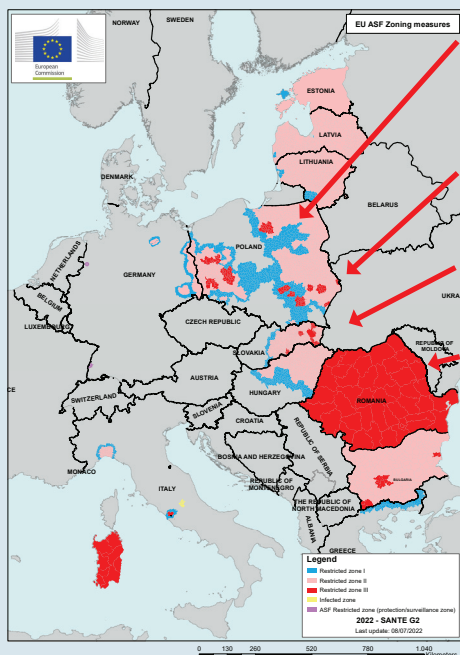 EU ASF Zoning measures
European
Commission
NORWAY
SWEDEN
ESTONIA
LATVIA
LITHUANIA
DENMARK
BELARUS
NETHERLANDS
POLAND
GERMANY
BELGIUM
LUXEMBOURG
UKRA
CZECH REPUBLIC
SLOVAKIA
REPUBLIC OF
MOLDOVA
CE
AUSTRIA
HUNGARY
SWITZERLAND
ROMANIA
SLOVENIA
CROATIA
REPUBLIC OF SERBIA
BOSNIA AND HERZEGOVINA
MONACO
ITALY
REPUBLIC OF
MONTENEGRO
BULGARIA
THE REPUBLIC OF
NORTH MACEDONIA
ALBANIA
GREECE
Legend
Restricted zone I
Restricted zone II
Restricted zone III
Infected zone
ASF Restricted zone (protection/surveillance zone)
2022 - SANTE G2
Last update: 08/07/2022
0 130 260 520 780 1.040
Kilometers